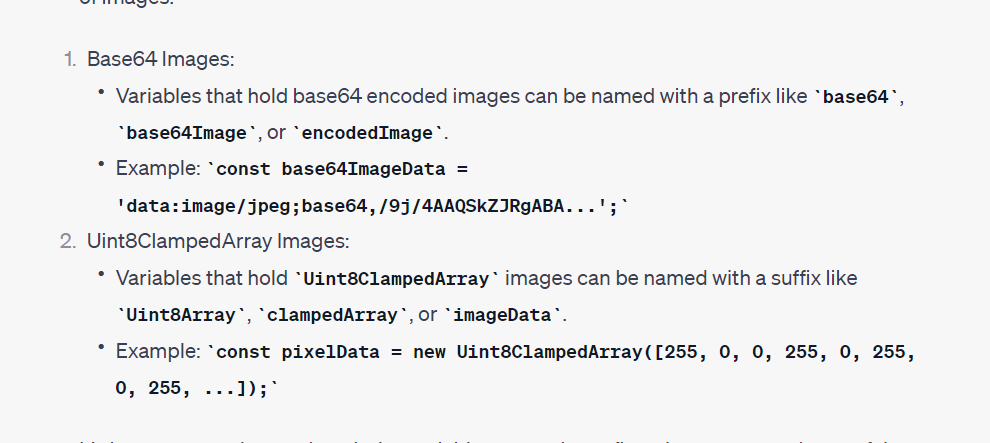 of images:
1. Base64 Images:
• Variables that hold base64 encoded images can be named with a prefix like `base64`,
`base64Image`, or `encodedImage`.
• Example: `const base64ImageData =
'data:image/jpeg;base64,/9j/4AAQSkZJRgABA...';`
2. Uint8ClampedArray Images:
• Variables that hold `Uint8ClampedArray` images can be named with a suffix like
`Uint8Array`, `clampedArray`, or `imageData`.
• Example: `const pixelData = new Uint8ClampedArray([255, 0, 0, 255, 0, 255,
0, 255, ...]);`